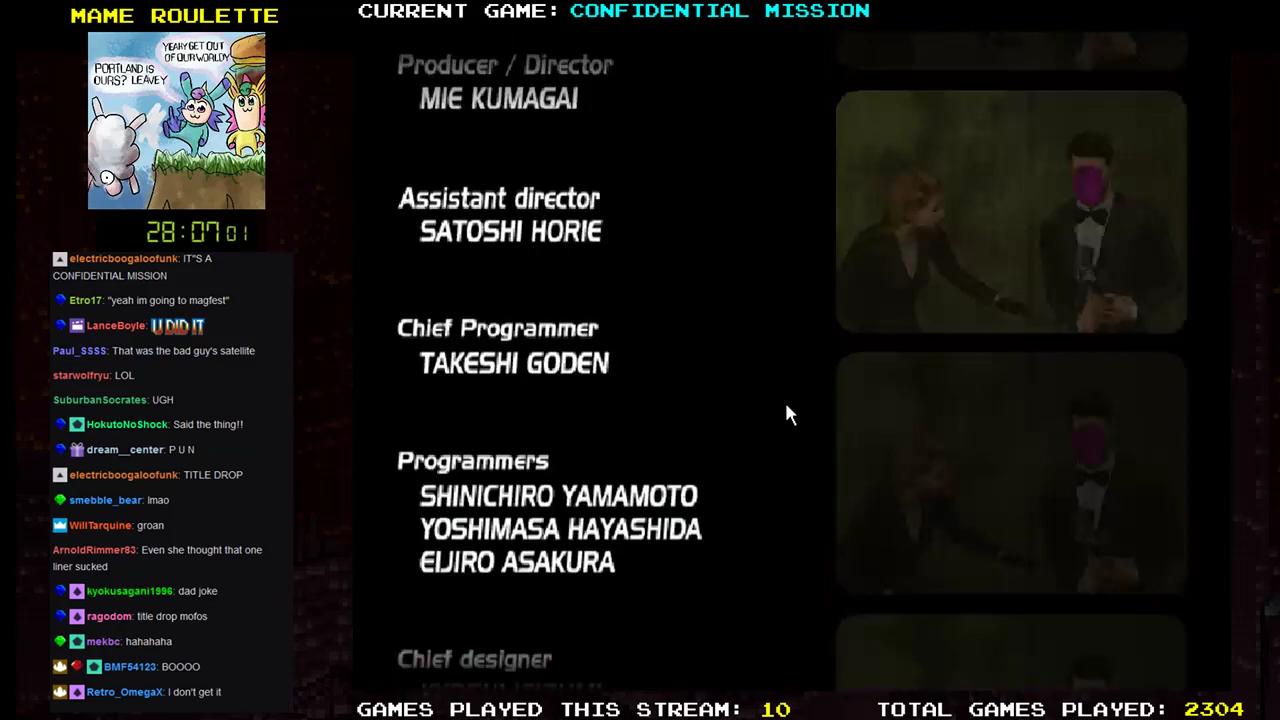 MAME ROULETTE
CURRENT GAME: CONFIDENTIAL MISSION
YEAH! GET OUT
OF OUR WORLD!
PORTLAND IS
OURS? LEAVEY
28:07 01
electricboogaloofunk: IT"S A
CONFIDENTIAL MISSION
Etro17: "yeah im going to magfest"
LanceBoyle: U DID IT
Paul_SSSS: That was the bad guy's satellite
starwolfryu: LOL
SuburbanSocrates: UGH
HokutoNoShock: Said the thing!!
dream__center: P U N
electricboogaloofunk: TITLE DROP
smebble_bear: lmao
WillTarquine: groan
ArnoldRimmer83: Even she thought that one
liner sucked
kyokusagani1996: dad joke
ragodom: title drop mofos
mekbc: hahahaha
BMF54123: BOOOO
Retro_OmegaX: I don't get it
Producer / Director
MIE KUMAGAI
Assistant director
SATOSHI HORIE
Chief Programmer
TAKESHI GODEN
Programmers
SHINICHIRO YAMAMOTO
YOSHIMASA HAYASHIDA
EIJIRO ASAKURA
Chief designer
GAMES PLAYED THIS STREAM: 10
TOTAL GAMES PLAYED: 2304